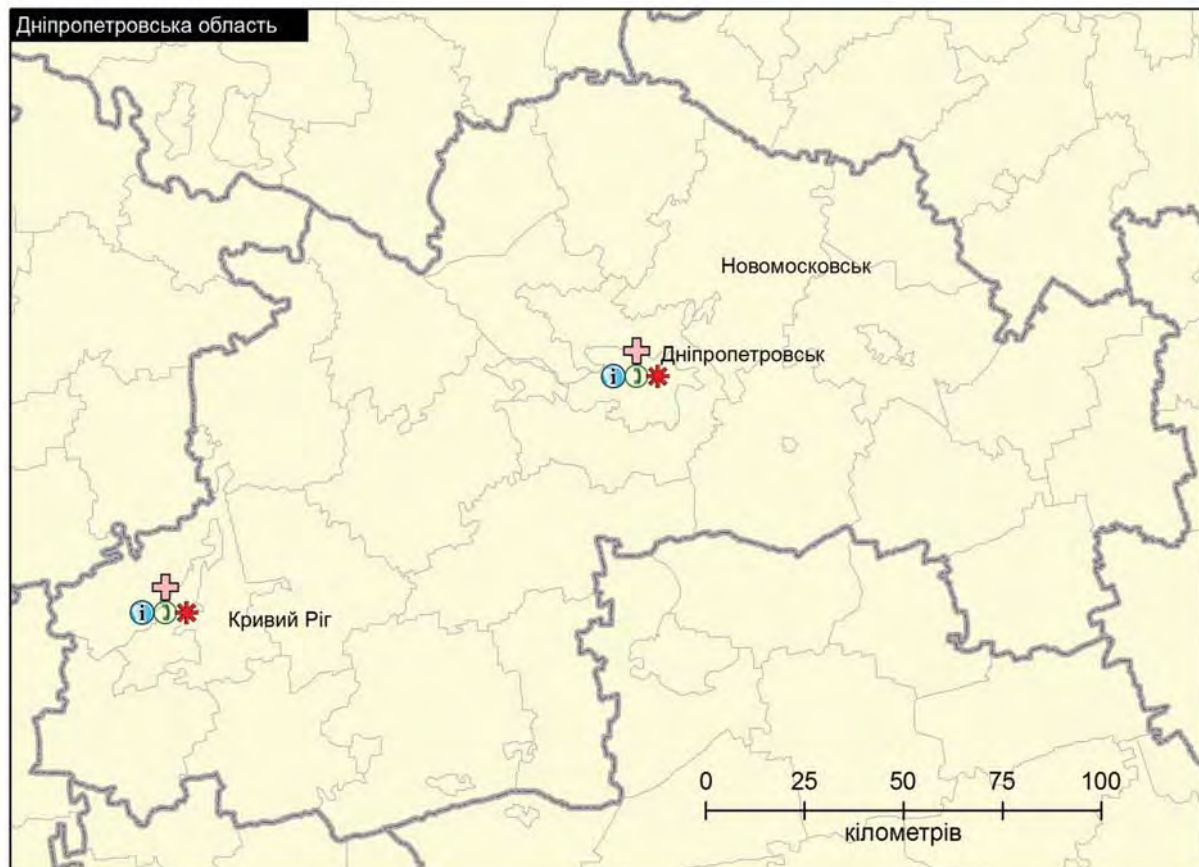 Дніпропетровська область
Новомосковськ
Дніпропетровськ
i
Кривий Ріг
i
0 25 50 75 100
кілометрів